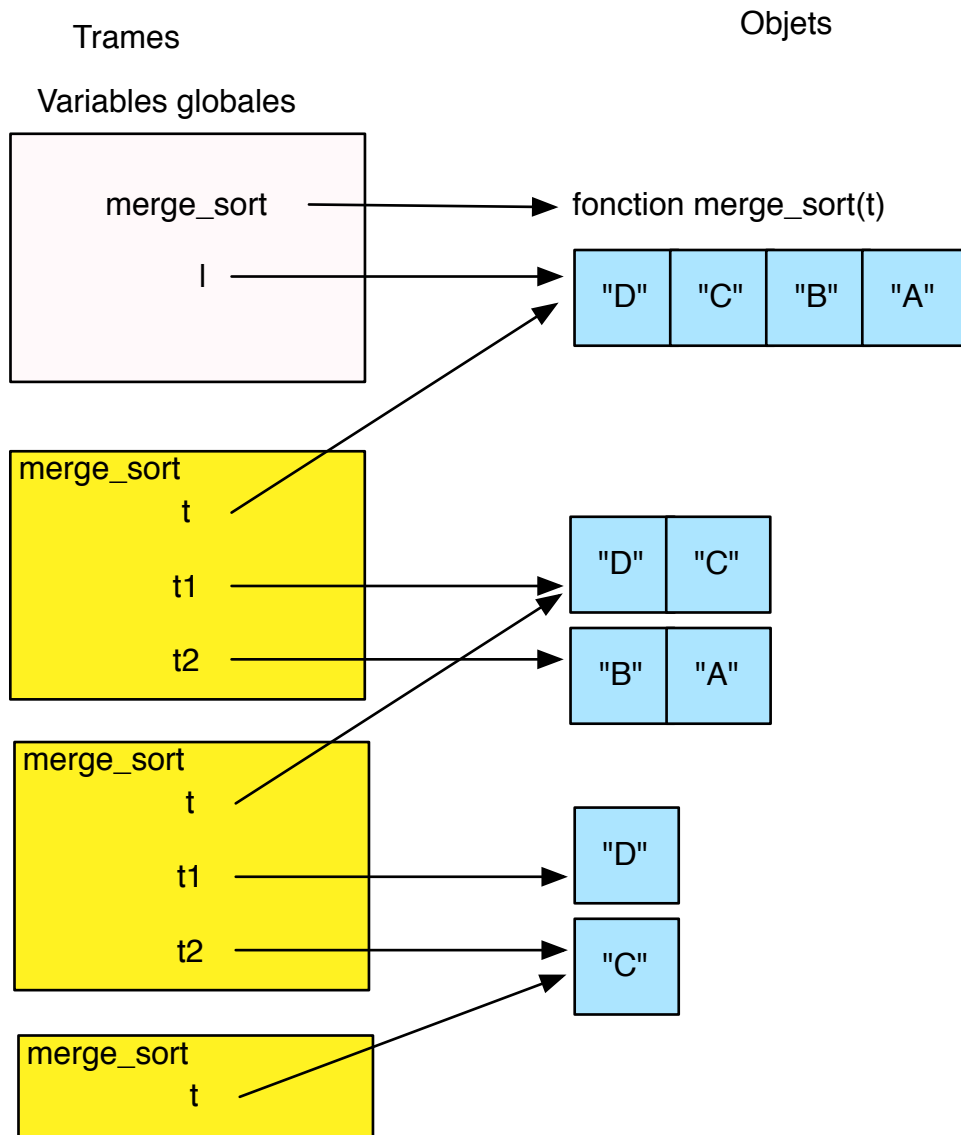 Trames
Objets
Variables globales
merge_sort
fonction merge_sort(t)
l
"D" "C" "B" "A"
merge_sort
t
t1
"D" "C"
t2
"B" "A"
merge_sort
t
t1
"D"
t2
"C"
merge_sort
t